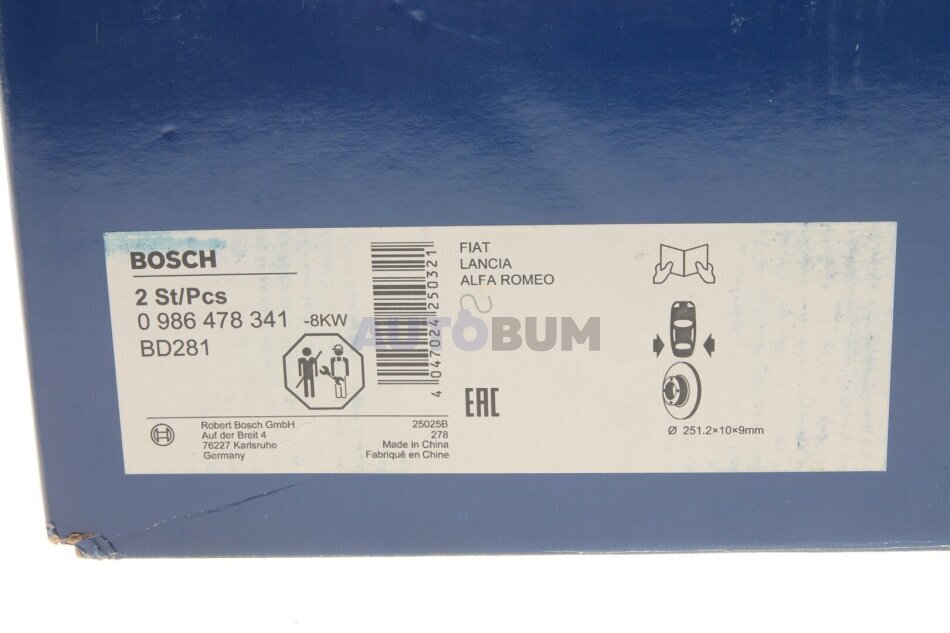 BOSCH
2 St/Pcs
0 986 478 341 -8KW
BD281
4 047024 250321
FIAT
LANCIA
ALFA ROMEO
AUTOBUM
EAC
Ø 251.2×10×9mm
Robert Bosch GmbH
Auf der Breit 4
76227 Karlsruhe
Germany
25025B
278
Made in China
Fabriqué en Chine